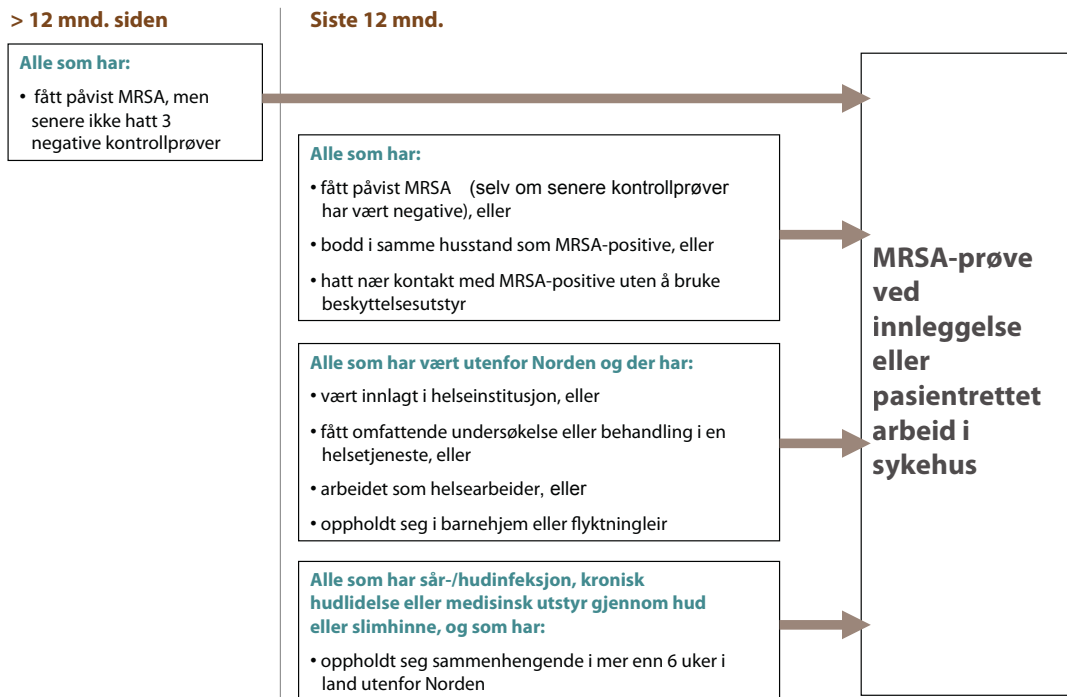 > 12 mnd. siden
Siste 12 mnd.
Alle som har:
• fått påvist MRSA, men
senere ikke hatt 3
negative kontrollprøver
Alle som har:
• fått påvist MRSA (selv om senere kontrollprøver
har vært negative), eller
• bodd i samme husstand som MRSA-positive, eller
• hatt nær kontakt med MRSA-positive uten å bruke
beskyttelsesutstyr
Alle som har vært utenfor Norden og der har:
• vært innlagt i helseinstitusjon, eller
• fått omfattende undersøkelse eller behandling i en
helsetjeneste, eller
• arbeidet som helsearbeider, eller
• oppholdt seg i barnehjem eller flyktningleir
Alle som har sår-/hudinfeksjon, kronisk
hudlidelse eller medisinsk utstyr gjennom hud
eller slimhinne, og som har:
• oppholdt seg sammenhengende i mer enn 6 uker i
land utenfor Norden
MRSA-prøve
ved
innleggelse
eller
pasientrettet
arbeid i
sykehus